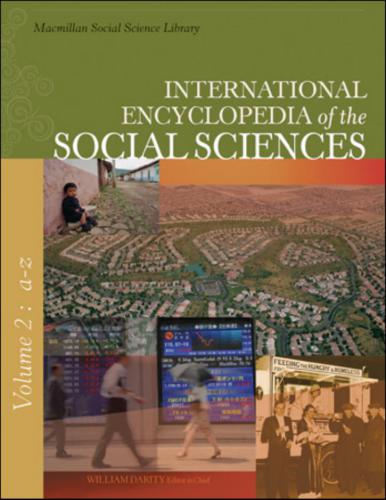 Macmillan Social Science Library
INTERNATIONAL
ENCYCLOPEDIA of the
SOCIAL SCIENCES
Volume 2 : a-z
FEEDING THE HUNGRY & HOMELESS
WILLIAM DARITY Editor in Chief